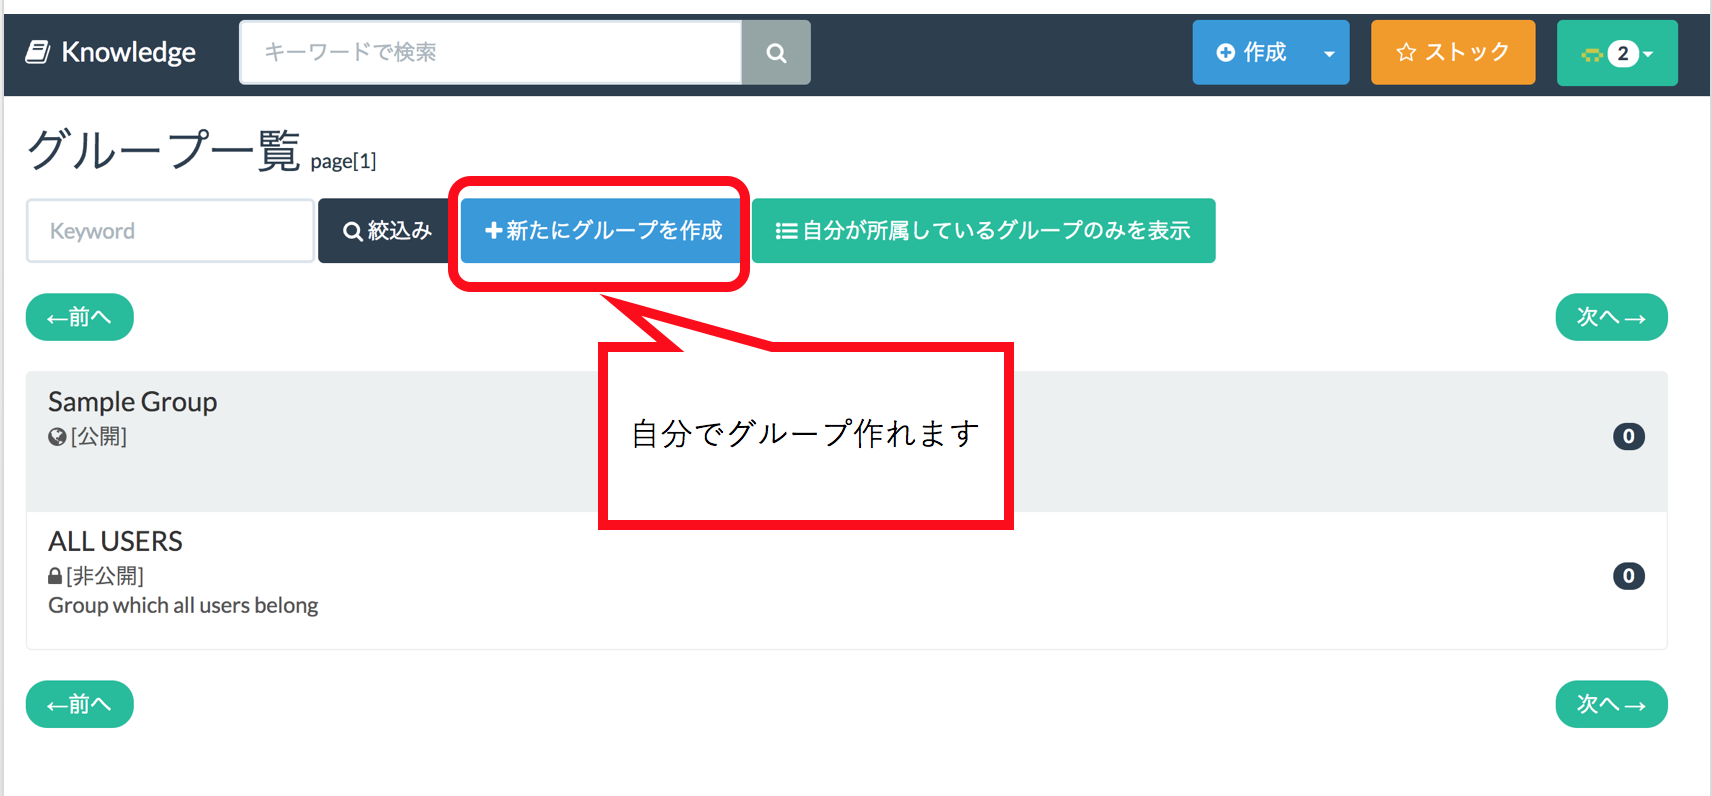 Knowledge
キーワードで検索
作成
ストック
2
グループ一覧 page[1]
Keyword
絞込み
新たにグループを作成
自分が所属しているグループのみを表示
←前へ
次へ→
Sample Group
[公開]
0
自分でグループ作れます
ALL USERS
[非公開]
0
Group which all users belong
←前へ
次へ→